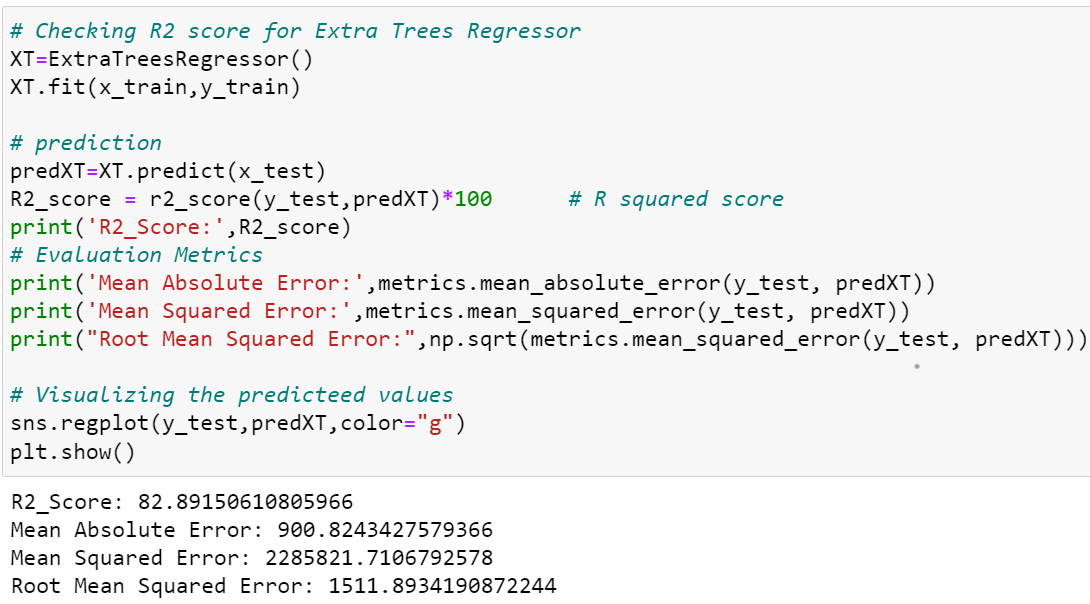 # Checking R2 score for Extra Trees Regressor
XT=ExtraTreesRegressor()
XT.fit(x_train,y_train)
# prediction
predXT=XT.predict(x_test)
R2_score = r2_score(y_test,predXT)*100      # R squared score
print('R2_Score:',R2_score)
# Evaluation Metrics
print('Mean Absolute Error:',metrics.mean_absolute_error(y_test, predXT))
print('Mean Squared Error:',metrics.mean_squared_error(y_test, predXT))
print("Root Mean Squared Error:",np.sqrt(metrics.mean_squared_error(y_test, predXT)))
# Visualizing the predicteed values
sns.regplot(y_test,predXT,color="g")
plt.show()
R2_Score: 82.89150610805966
Mean Absolute Error: 900.8243427579366
Mean Squared Error: 2285821.7106792578
Root Mean Squared Error: 1511.8934190872244